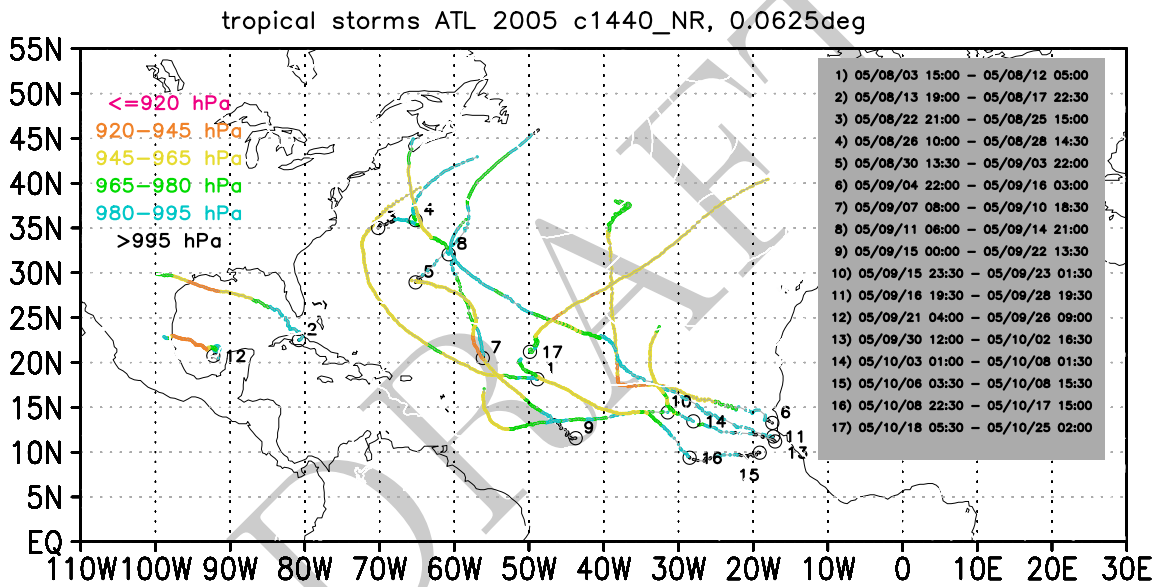 tropical storms ATL 2005 c1440_NR, 0.0625deg
55N
50N
45N
40N
35N
30N
25N
20N
15N
10N
5N
EQ
<=920 hPa
920-945 hPa
945-965 hPa
965-980 hPa
980-995 hPa
>995 hPa
1) 05/08/03 15:00 - 05/08/12 05:00
2) 05/08/13 19:00 - 05/08/17 22:30
3) 05/08/22 21:00 - 05/08/25 15:00
4) 05/08/26 10:00 - 05/08/28 14:30
5) 05/08/30 13:30 - 05/09/03 22:00
6) 05/09/04 22:00 - 05/09/16 03:00
7) 05/09/07 08:00 - 05/09/10 18:30
8) 05/09/11 06:00 - 05/09/14 21:00
9) 05/09/15 00:00 - 05/09/22 13:30
10) 05/09/15 23:30 - 05/09/23 01:30
11) 05/09/16 19:30 - 05/09/28 19:30
12) 05/09/21 04:00 - 05/09/26 09:00
13) 05/09/30 12:00 - 05/10/02 16:30
14) 05/10/03 01:00 - 05/10/08 01:30
15) 05/10/06 03:30 - 05/10/08 15:30
16) 05/10/08 22:30 - 05/10/17 15:00
17) 05/10/18 05:30 - 05/10/25 02:00
3
4
8
5
2
12
7
17
1
10
9
14
6
11
13
16
15
DRAFT
110W 100W 90W 80W 70W 60W 50W 40W 30W 20W 10W 0 10E 20E 30E